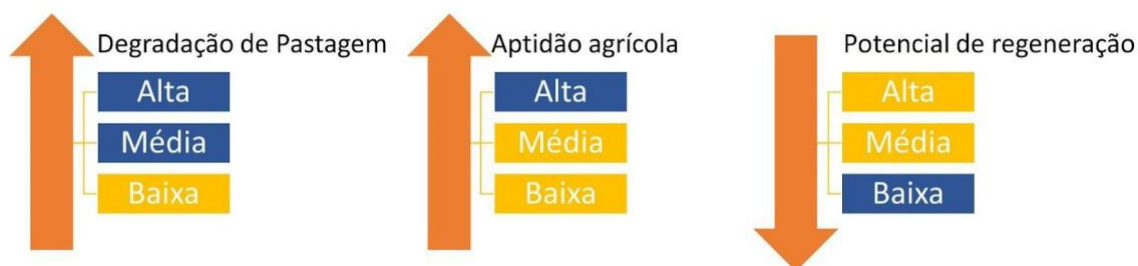 Degradação de Pastagem
Alta
Média
Baixa
Aptidão agrícola
Alta
Média
Baixa
Potencial de regeneração
Alta
Média
Baixa